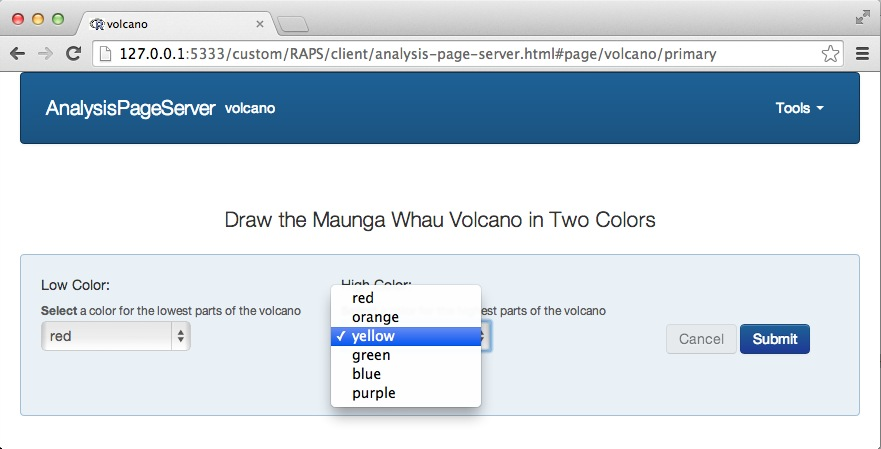 volcano
127.0.0.1:5333/custom/RAPS/client/analysis-page-server.html#page/volcano/primary
AnalysisPageServer volcano
Tools
Draw the Maunga Whau Volcano in Two Colors
Low Color:
Select a color for the lowest parts of the volcano
red
High Color:
parts of the volcano
red
orange
✓ yellow
green
blue
purple
Cancel
Submit